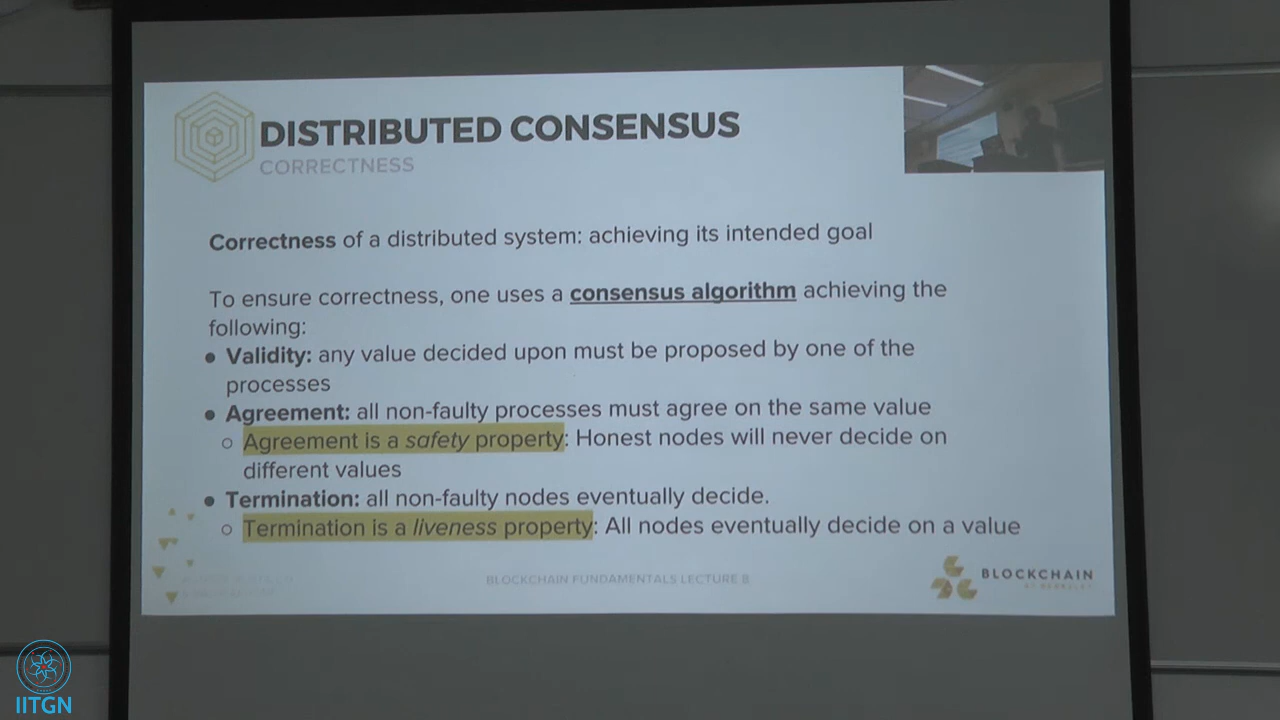 DISTRIBUTED CONSENSUS
CORRECTNESS
Correctness of a distributed system: achieving its intended goal
To ensure correctness, one uses a consensus algorithm achieving the
following:
● Validity: any value decided upon must be proposed by one of the
processes
● Agreement: all non-faulty processes must agree on the same value
○ Agreement is a safety property: Honest nodes will never decide on
different values
● Termination: all non-faulty nodes eventually decide.
○ Termination is a liveness property: All nodes eventually decide on a value
BLOCKCHAIN FUNDAMENTALS LECTURE 8
BLOCKCHAIN
IITGN